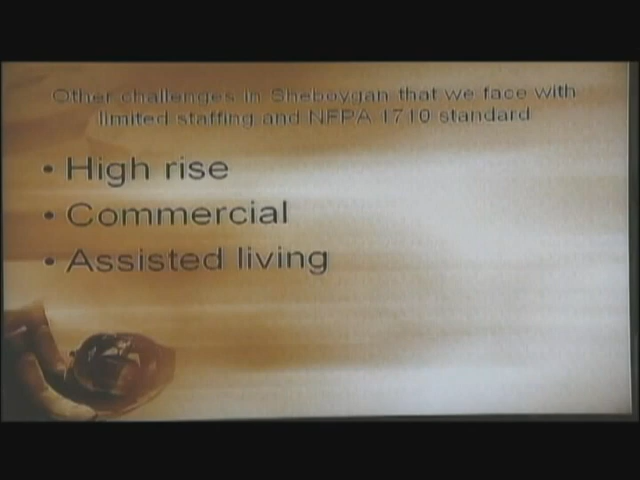 Other challenges in Sheboygan that we face with
limited staffing and NFPA 1710 standard
• High rise
• Commercial
• Assisted living